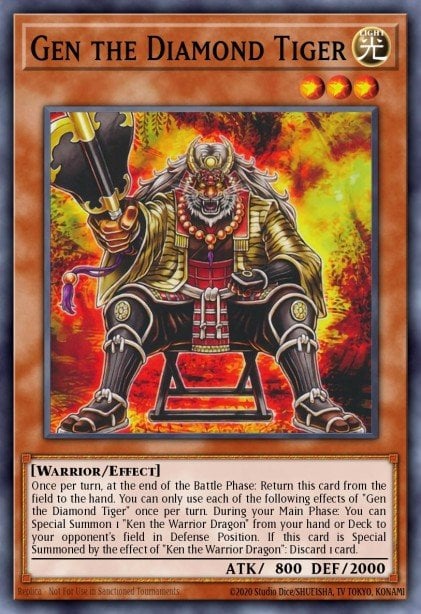 Gen the Diamond Tiger
LIGHT
光
[Warrior/Effect]
Once per turn, at the end of the Battle Phase: Return this card from the
field to the hand. You can only use each of the following effects of "Gen
the Diamond Tiger" once per turn. During your Main Phase: You can
Special Summon 1 "Ken the Warrior Dragon" from your hand or Deck to
your opponent's field in Defense Position. If this card is Special
Summoned by the effect of "Ken the Warrior Dragon": Discard 1 card.
ATK/ 800 DEF/2000
Replica - Not For Use in Sanctioned Tournaments
©2020 Studio Dice/SHUEISHA, TV TOKYO, KONAMI